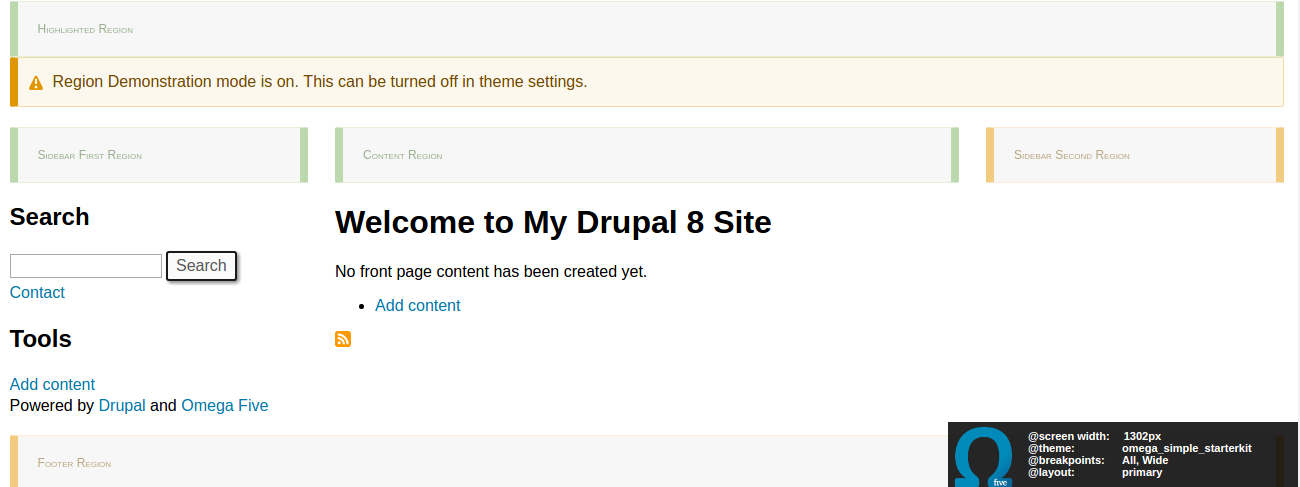 Highlighted Region
Region Demonstration mode is on. This can be turned off in theme settings.
Sidebar First Region
Content Region
Sidebar Second Region
Search
Search
Contact
Tools
Add content
Powered by Drupal and Omega Five
Welcome to My Drupal 8 Site
No front page content has been created yet.
Add content
Footer Region
five
@screen width: 1302px
@theme: omega_simple_starterkit
@breakpoints: All, Wide
@layout: primary